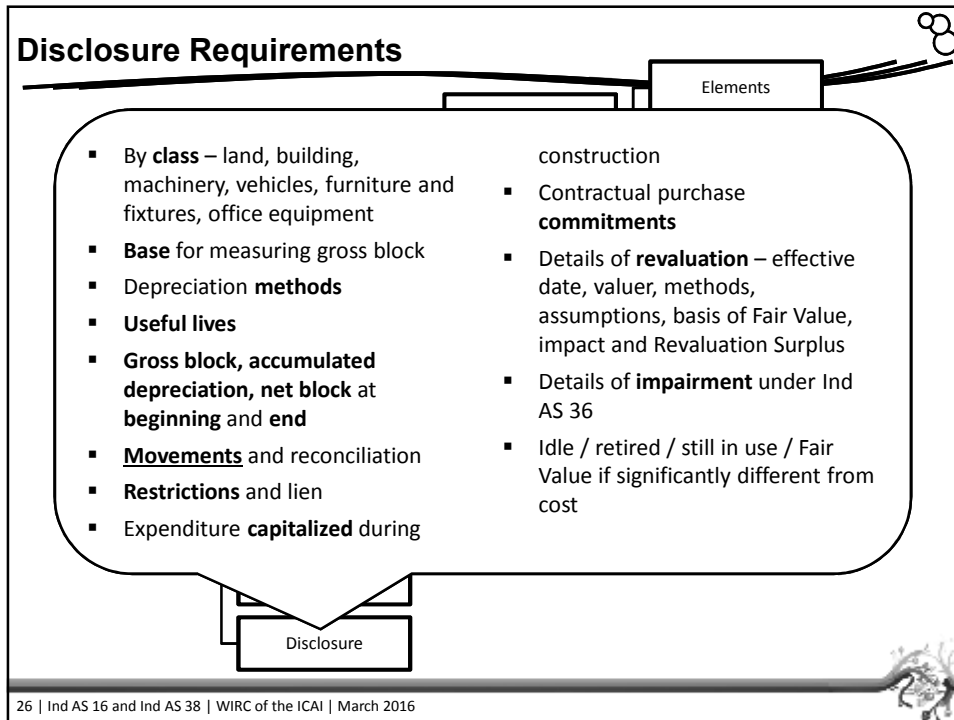 Disclosure Requirements
Elements
▪ By class – land, building,
machinery, vehicles, furniture and
fixtures, office equipment
▪ Base for measuring gross block
▪ Depreciation methods
▪ Useful lives
▪ Gross block, accumulated
depreciation, net block at
beginning and end
▪ Movements and reconciliation
▪ Restrictions and lien
▪ Expenditure capitalized during
construction
▪ Contractual purchase
commitments
▪ Details of revaluation – effective
date, valuer, methods,
assumptions, basis of Fair Value,
impact and Revaluation Surplus
▪ Details of impairment under Ind
AS 36
▪ Idle / retired / still in use / Fair
Value if significantly different from
cost
Disclosure
26 | Ind AS 16 and Ind AS 38 | WIRC of the ICAI | March 2016